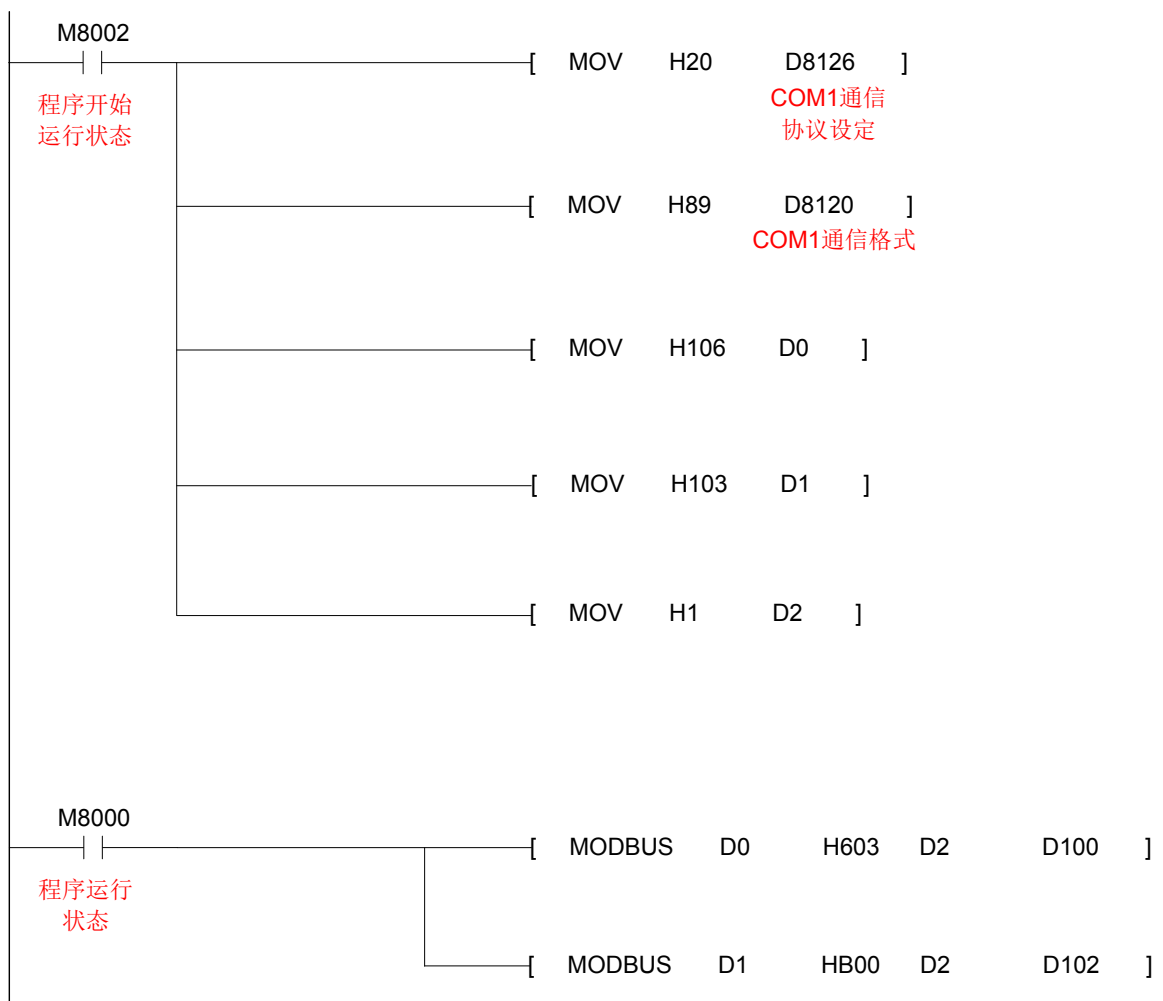 M8002
[ MOV H20 D8126 ]
程序开始
运行状态
COM1通信
协议设定
[ MOV H89 D8120 ]
COM1通信格式
[ MOV H106 D0 ]
[ MOV H103 D1 ]
[ MOV H1 D2 ]
M8000
[ MODBUS D0 H603 D2 D100 ]
程序运行
状态
[ MODBUS D1 HB00 D2 D102 ]